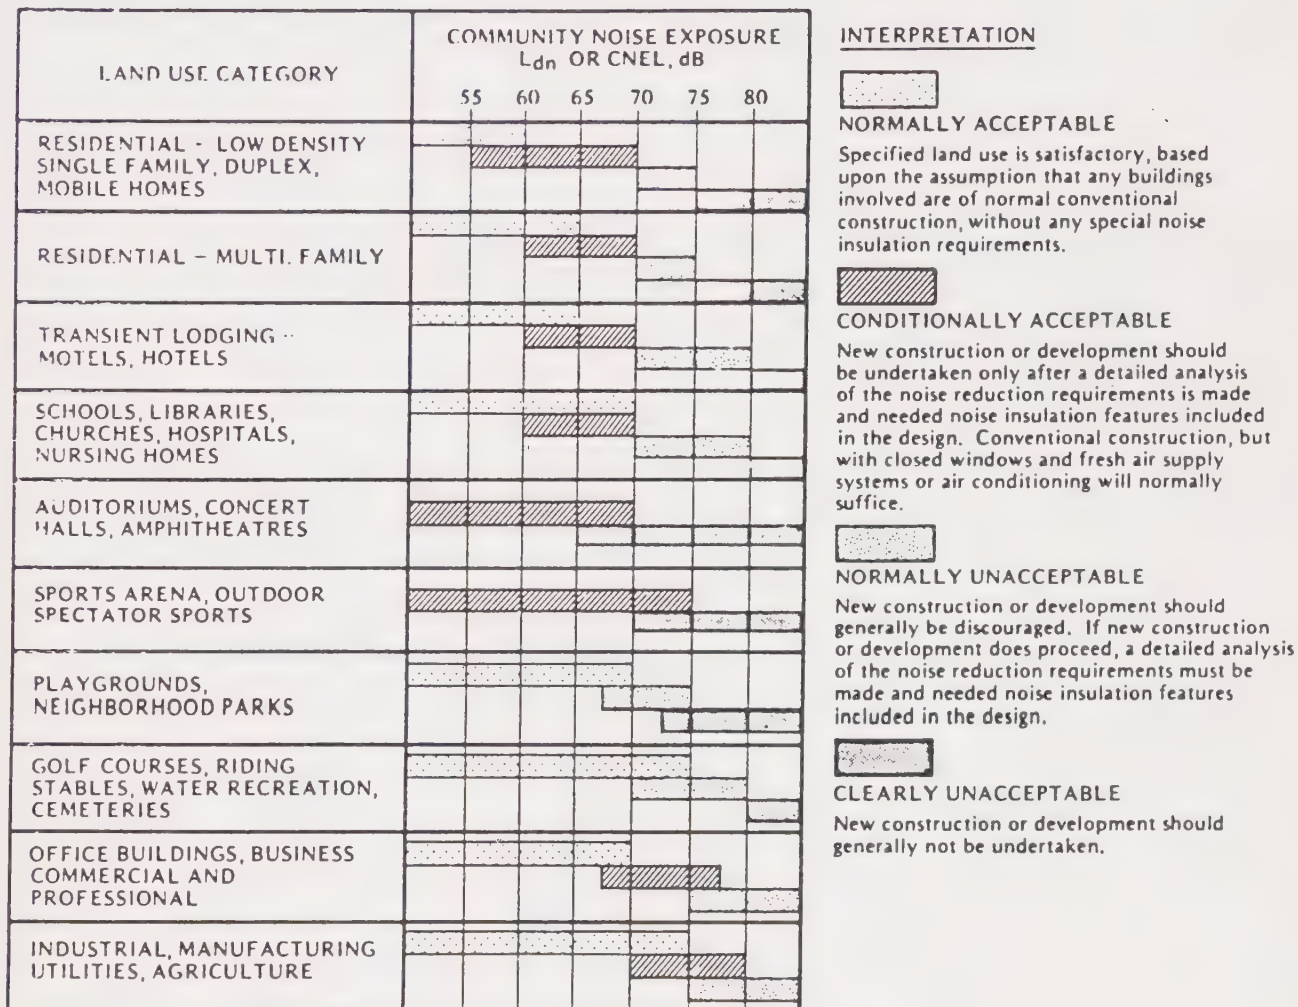 LAND USE CATEGORY
COMMUNITY NOISE EXPOSURE
Ldn OR CNEL, dB
55 60 65 70 75 80
RESIDENTIAL - LOW DENSITY
SINGLE FAMILY, DUPLEX,
MOBILE HOMES
RESIDENTIAL – MULTI. FAMILY
TRANSIENT LODGING –
MOTELS, HOTELS
SCHOOLS, LIBRARIES,
CHURCHES, HOSPITALS,
NURSING HOMES
AUDITORIUMS, CONCERT
HALLS, AMPHITHEATRES
SPORTS ARENA, OUTDOOR
SPECTATOR SPORTS
PLAYGROUNDS,
NEIGHBORHOOD PARKS
GOLF COURSES, RIDING
STABLES, WATER RECREATION,
CEMETERIES
OFFICE BUILDINGS, BUSINESS
COMMERCIAL AND
PROFESSIONAL
INDUSTRIAL, MANUFACTURING
UTILITIES, AGRICULTURE
INTERPRETATION
NORMALLY ACCEPTABLE
Specified land use is satisfactory, based
upon the assumption that any buildings
involved are of normal conventional
construction, without any special noise
insulation requirements.
CONDITIONALLY ACCEPTABLE
New construction or development should
be undertaken only after a detailed analysis
of the noise reduction requirements is made
and needed noise insulation features included
in the design. Conventional construction, but
with closed windows and fresh air supply
systems or air conditioning will normally
suffice.
NORMALLY UNACCEPTABLE
New construction or development should
generally be discouraged. If new construction
or development does proceed, a detailed analysis
of the noise reduction requirements must be
made and needed noise insulation features
included in the design.
CLEARLY UNACCEPTABLE
New construction or development should
generally not be undertaken.